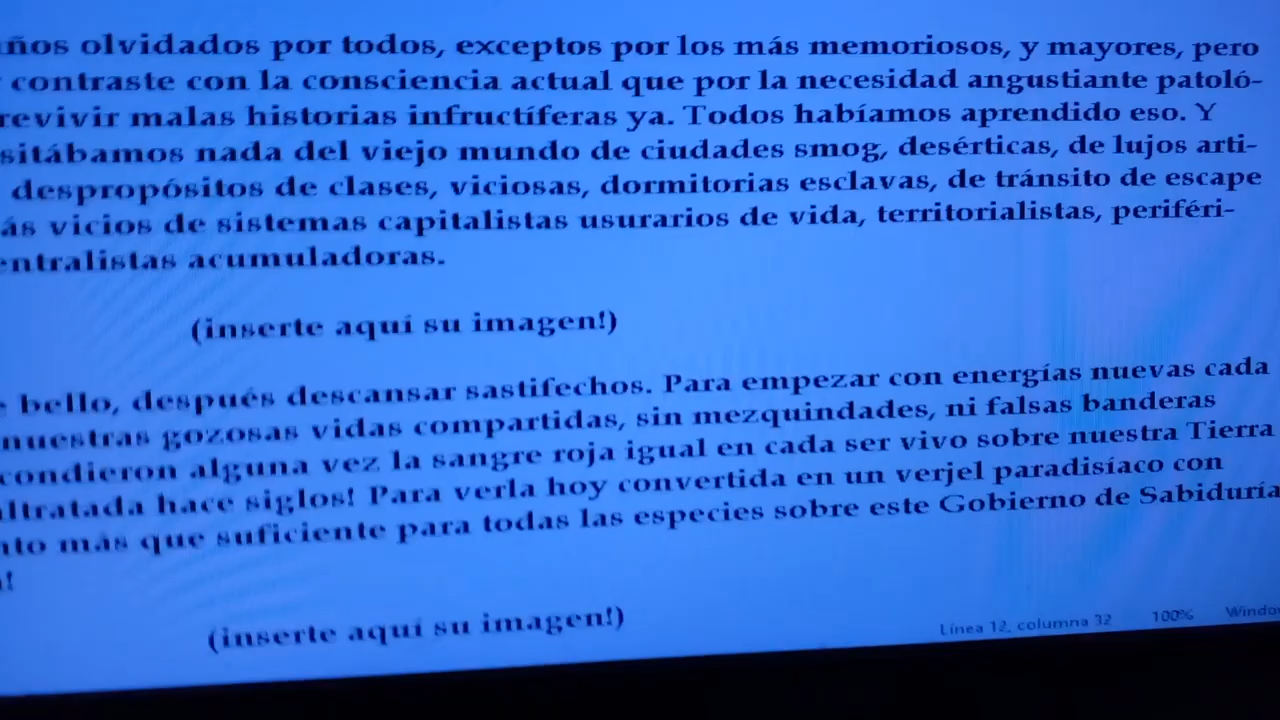 ños olvidados por todos, exceptos por los más memoriosos, y mayores, pero
contraste con la consciencia actual que por la necesidad angustiante patoló-
revivir malas historias infructíferas ya. Todos habíamos aprendido eso. Y
sitábamos nada del viejo mundo de ciudades smog, desérticas, de lujos arti-
despropósitos de clases, viciosas, dormitorias esclavas, de tránsito de escape
ás vicios de sistemas capitalistas usurarios de vida, territorialistas, periféri-
entralistas acumuladoras.
(inserte aquí su imagen!)
e bello, después descansar sastifechos. Para empezar con energías nuevas cada
nuestras gozosas vidas compartidas, sin mezquindades, ni falsas banderas
condieron alguna vez la sangre roja igual en cada ser vivo sobre nuestra Tierra
ltratada hace siglos! Para verla hoy convertida en un verjel paradisíaco con
nto más que suficiente para todas las especies sobre este Gobierno de Sabiduría
!
(inserte aquí su imagen!)
Línea 12, columna 32 100% Window